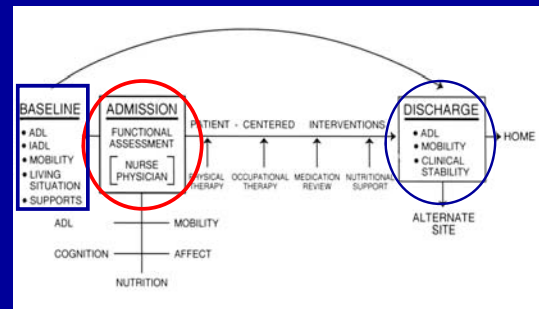 BASELINE
• ADL
• IADL
• MOBILITY
• LIVING
SITUATION
• SUPPORTS
ADMISSION
FUNCTIONAL
ASSESSMENT
NURSE
PHYSICIAN
PATIENT - CENTERED INTERVENTIONS
PHYSICAL
THERAPY
OCCUPATIONAL
THERAPY
MEDICATION
REVIEW
NUTRITIONAL
SUPPORT
DISCHARGE
• ADL
• MOBILITY
• CLINICAL
STABILITY
HOME
ALTERNATE
SITE
ADL
MOBILITY
COGNITION
AFFECT
NUTRITION